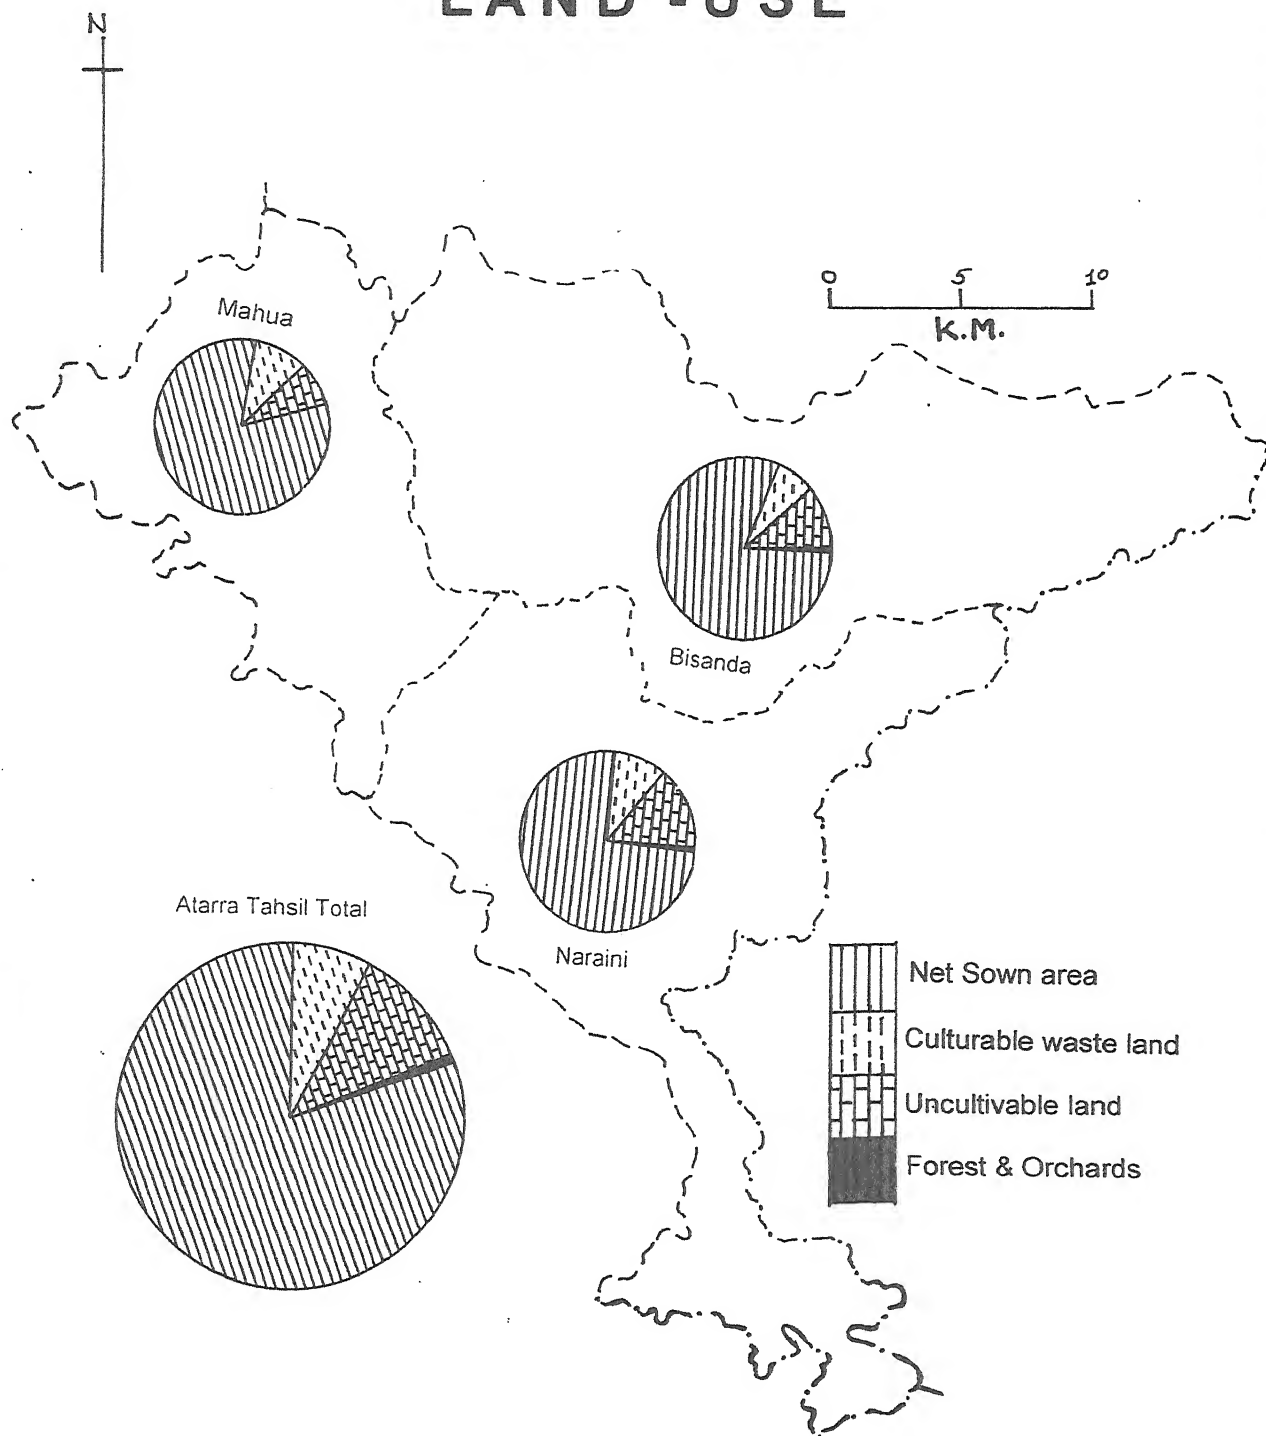 LAND-USE
N
0 5 10
K.M.
Mahua
Bisanda
Naraini
Atarra Tahsil Total
Net Sown area
Culturable waste land
Uncultivable land
Forest & Orchards